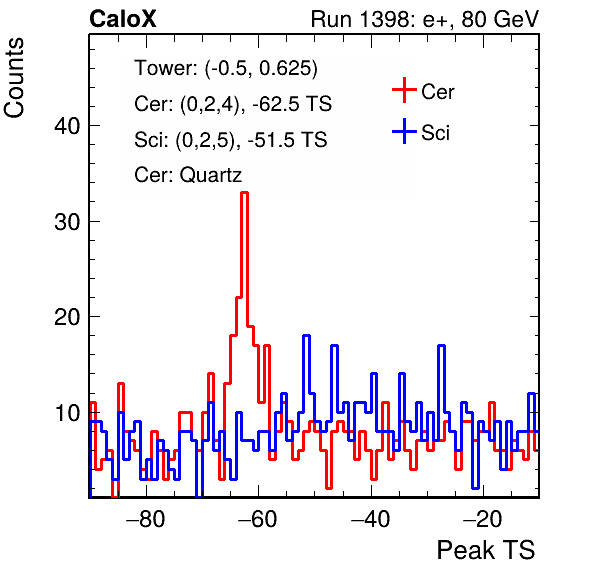 CaloX Run 1398: e+, 80 GeV
Counts
Tower: (-0.5, 0.625)
Cer: (0,2,4), -62.5 TS
Sci: (0,2,5), -51.5 TS
Cer: Quartz
Cer
Sci
40
30
20
10
−80 −60 −40 −20
Peak TS